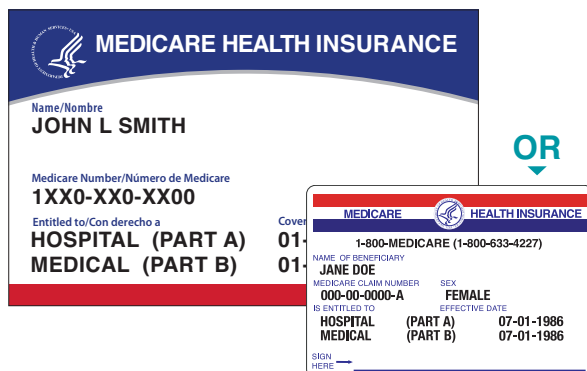 MEDICARE HEALTH INSURANCE
Name/Nombre
JOHN L SMITH
Medicare Number/Número de Medicare
1XX0-XX0-XX00
Entitled to/Con derecho a Cover
HOSPITAL (PART A) 01-
MEDICAL (PART B) 01-
OR
MEDICARE HEALTH INSURANCE
1-800-MEDICARE (1-800-633-4227)
NAME OF BENEFICIARY
JANE DOE
MEDICARE CLAIM NUMBER SEX
000-00-0000-A FEMALE
IS ENTITLED TO EFFECTIVE DATE
HOSPITAL (PART A) 07-01-1986
MEDICAL (PART B) 07-01-1986
SIGN
HERE